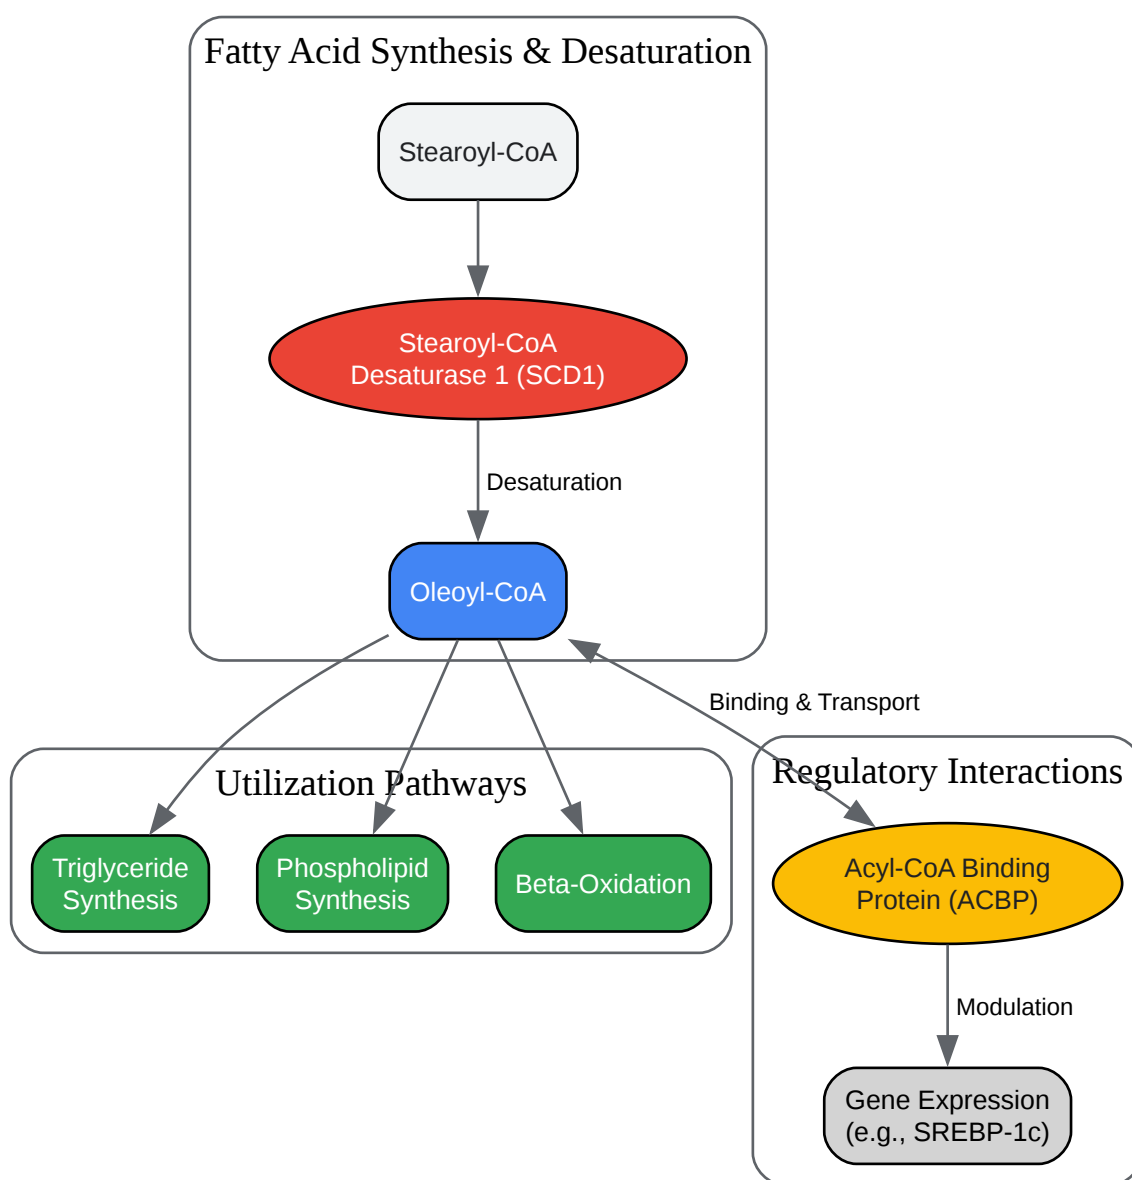 Fatty Acid Synthesis & Desaturation
Stearoyl-CoA
Stearoyl-CoA
Desaturase 1 (SCD1)
Desaturation
Oleoyl-CoA
Binding & Transport
Utilization Pathways
Regulatory Interactions
Triglyceride
Synthesis
Phospholipid
Synthesis
Beta-Oxidation
Acyl-CoA Binding
Protein (ACBP)
Modulation
Gene Expression
(e.g., SREBP-1c)